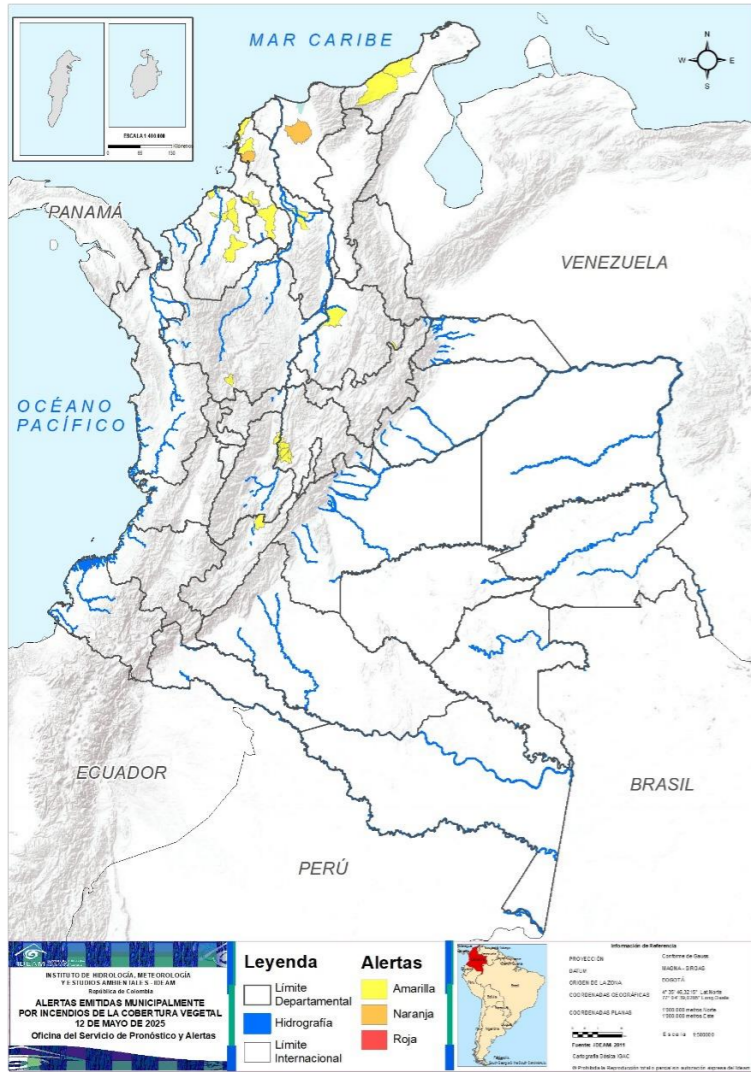 MAR CARIBE
N
W
E
S
ESCALA 1:400.000
PANAMÁ
VENEZUELA
OCÉANO
PACÍFICO
ECUADOR
BRASIL
PERÚ
INSTITUTO DE HIDROLOGÍA, METEOROLOGÍA
Y ESTUDIOS AMBIENTALES - IDEAM
República de Colombia
ALERTAS EMITIDAS MUNICIPALMENTE
POR INCENDIOS DE LA COBERTURA VEGETAL
12 DE MAYO DE 2025
Oficina del Servicio de Pronóstico y Alertas
Leyenda
Límite
Departamental
Hidrografía
Límite
Internacional
Alertas
Amarilla
Naranja
Roja
Información de Referencia
PROYECCIÓN Conforme de Gauss
DATUM MAGNA - SIRGAS
ORIGEN DE LA ZONA BOGOTÁ
COORDENADAS GEOGRÁFICAS
COORDENADAS PLANAS 1'000.000 metros Norte
1'000.000 metros Este
Escala
Fuente: IDEAM, 2011
Cartografía Básica IGAC